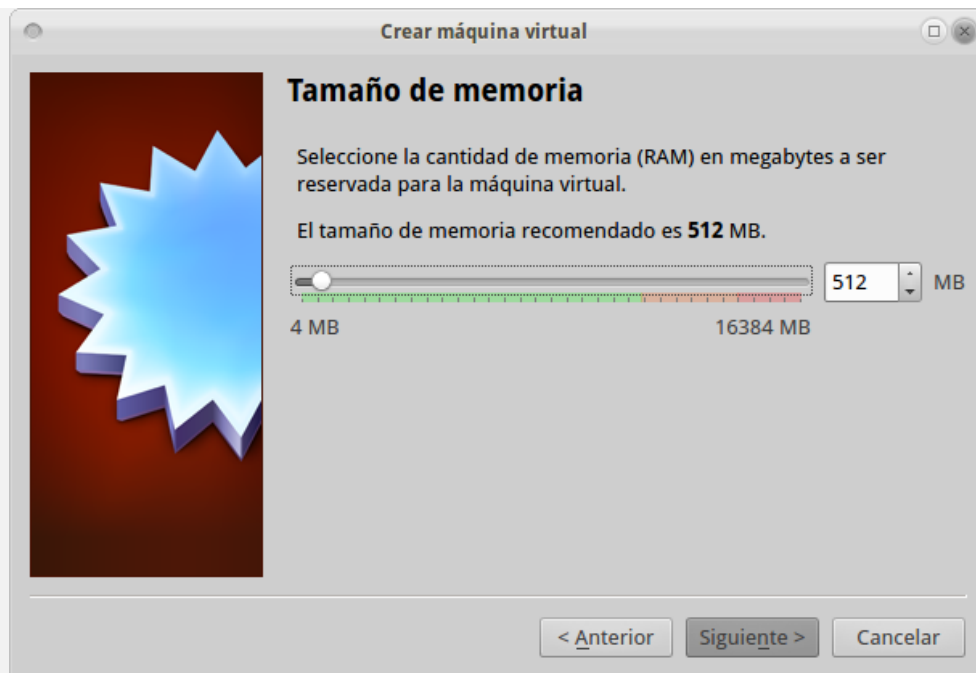 Crear máquina virtual
Tamaño de memoria
Seleccione la cantidad de memoria (RAM) en megabytes a ser
reservada para la máquina virtual.
El tamaño de memoria recomendado es 512 MB.
512 MB
4 MB 16384 MB
< Anterior Siguiente > Cancelar